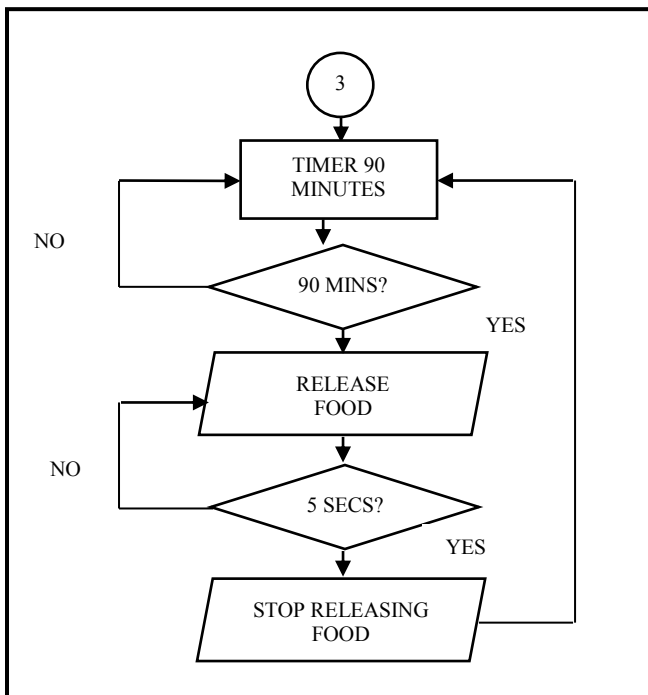 3
TIMER 90
MINUTES
NO
90 MINS?
YES
RELEASE
FOOD
NO
5 SECS?
YES
STOP RELEASING
FOOD